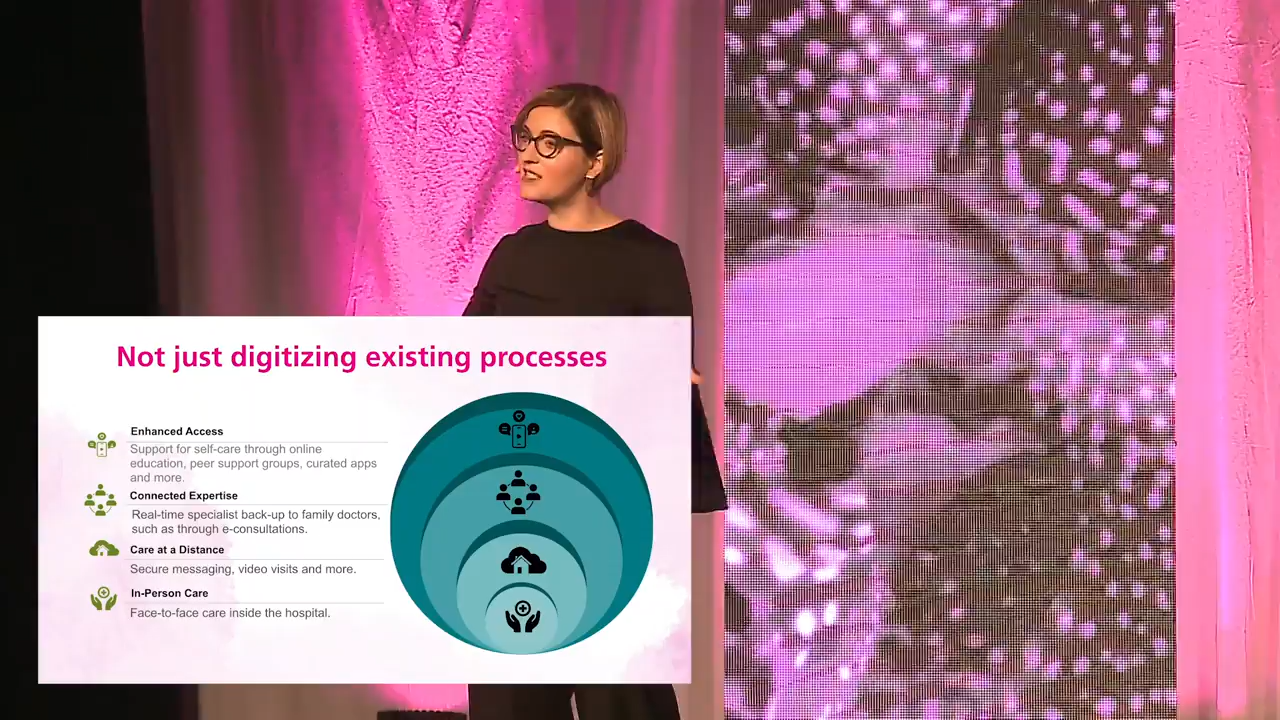 Not just digitizing existing processes
Enhanced Access
Support for self-care through online
education, peer support groups, curated apps
and more.
Connected Expertise
Real-time specialist back-up to family doctors,
such as through e-consultations.
Care at a Distance
Secure messaging, video visits and more.
In-Person Care
Face-to-face care inside the hospital.